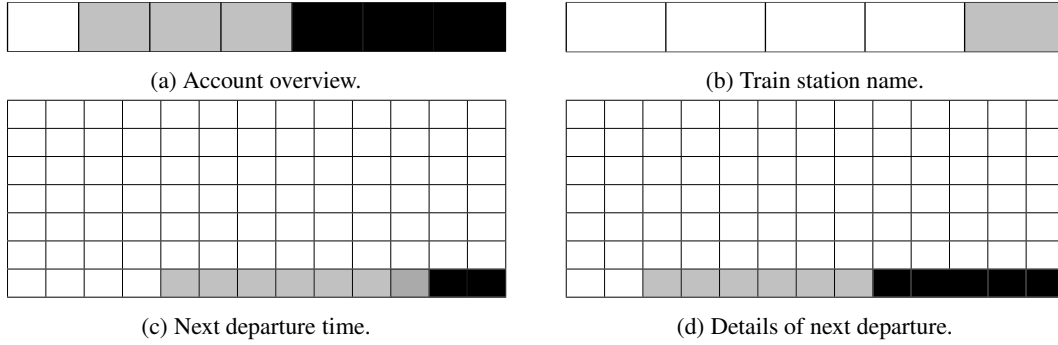 (a) Account overview.
(b) Train station name.
(c) Next departure time.
(d) Details of next departure.